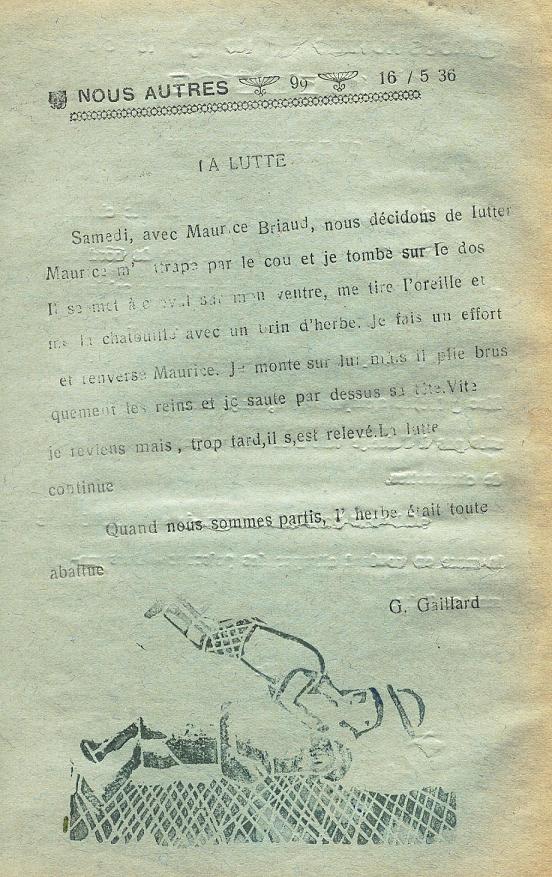 NOUS AUTRES 99 16 / 5 36
LA LUTTE
Samedi, avec Maurice Briaud, nous décidons de lutter
Maurice m' ttrape par le cou et je tombe sur le dos
Il se met à cheval sur mon ventre, me tire l'oreille et
me la chatouille avec un brin d'herbe. Je fais un effort
et renverse Maurice. Je monte sur lui mais il plie brus
quement les reins et je saute par dessus sa tête.Vite
je reviens mais , trop tard,il s,est relevé.La lutte
continue
Quand nous sommes partis, l' herbe était toute
abattue
G. Gaillard